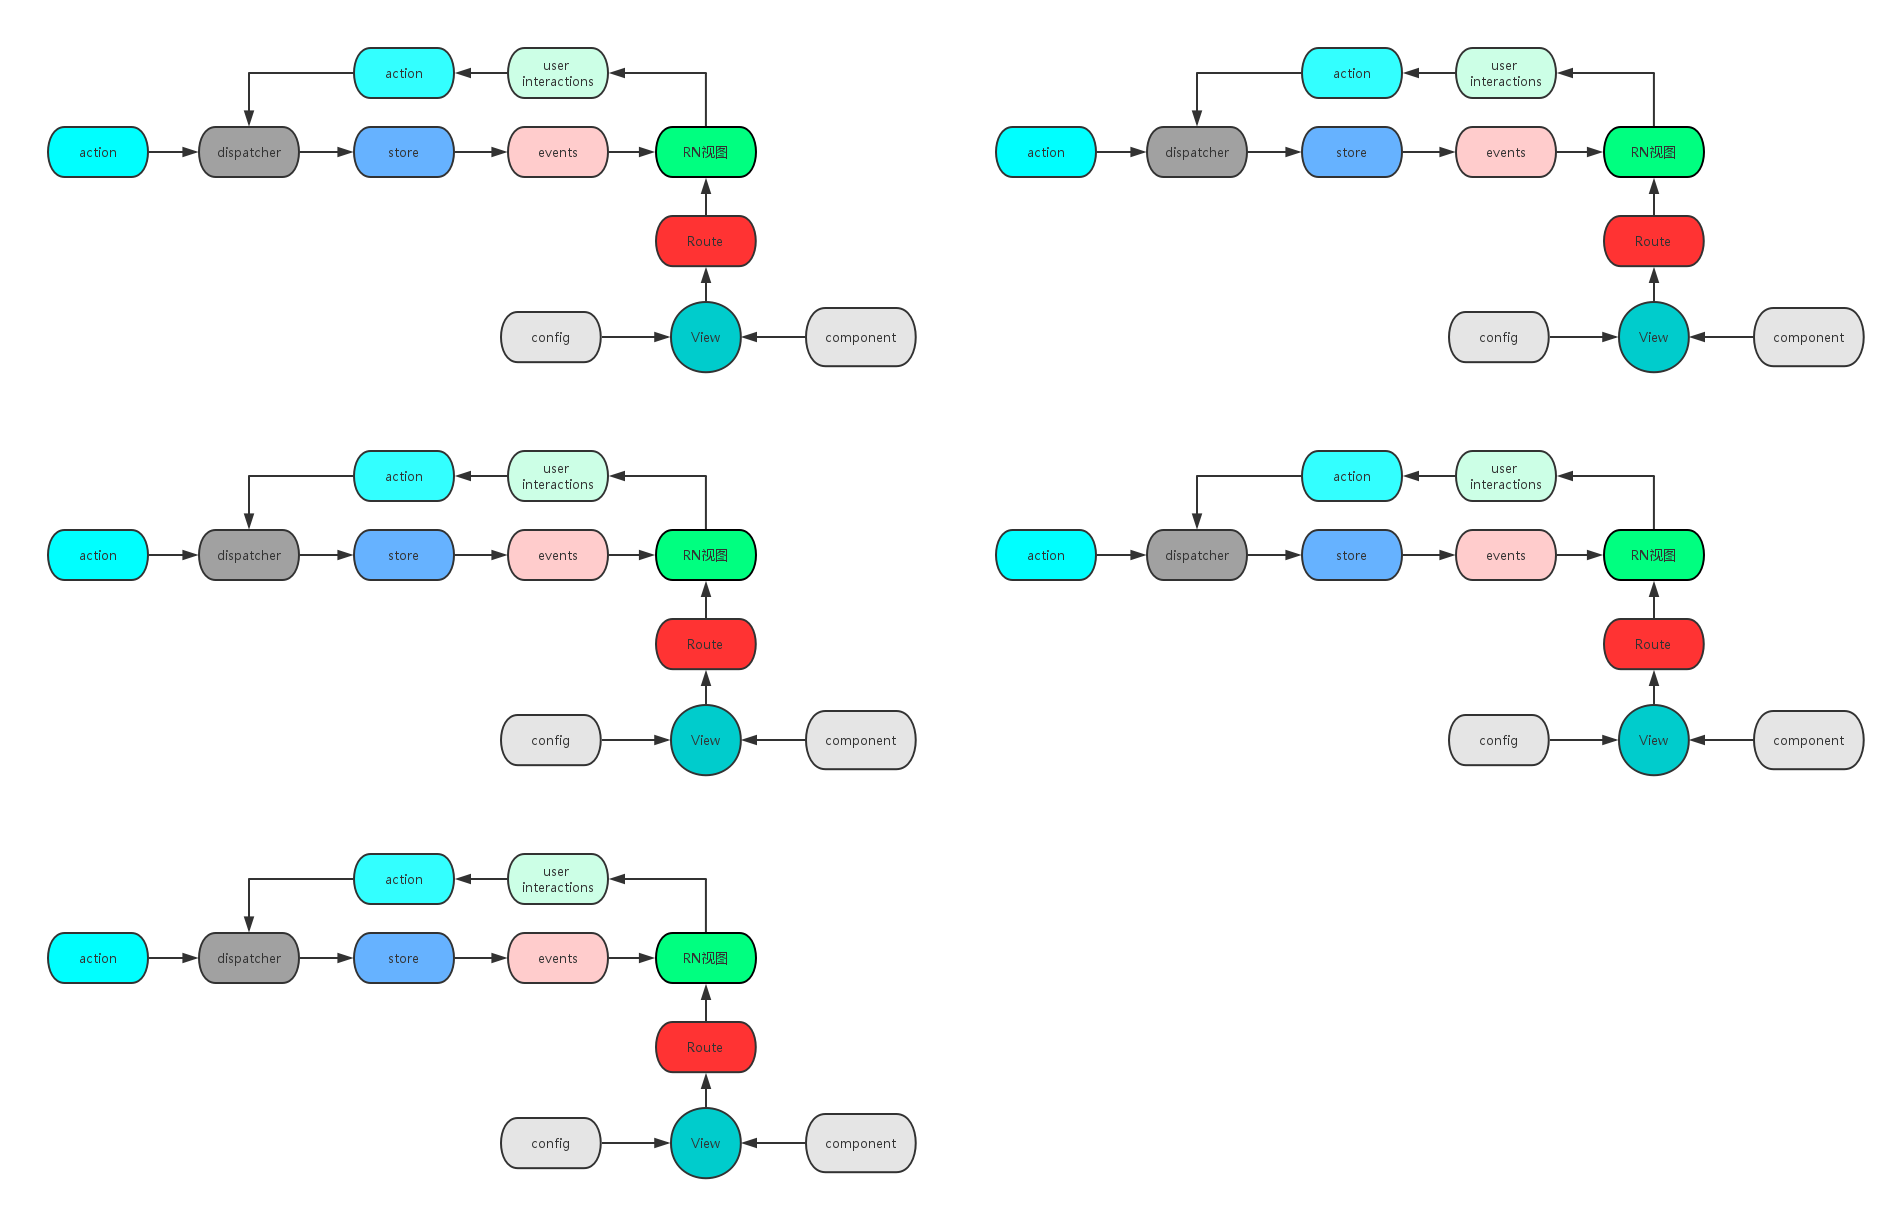 action
user
interactions
action
dispatcher
store
events
RN视图
Route
config
View
component
action
user
interactions
action
dispatcher
store
events
RN视图
Route
config
View
component
action
user
interactions
action
dispatcher
store
events
RN视图
Route
config
View
component
action
user
interactions
action
dispatcher
store
events
RN视图
Route
config
View
component
action
user
interactions
action
dispatcher
store
events
RN视图
Route
config
View
component